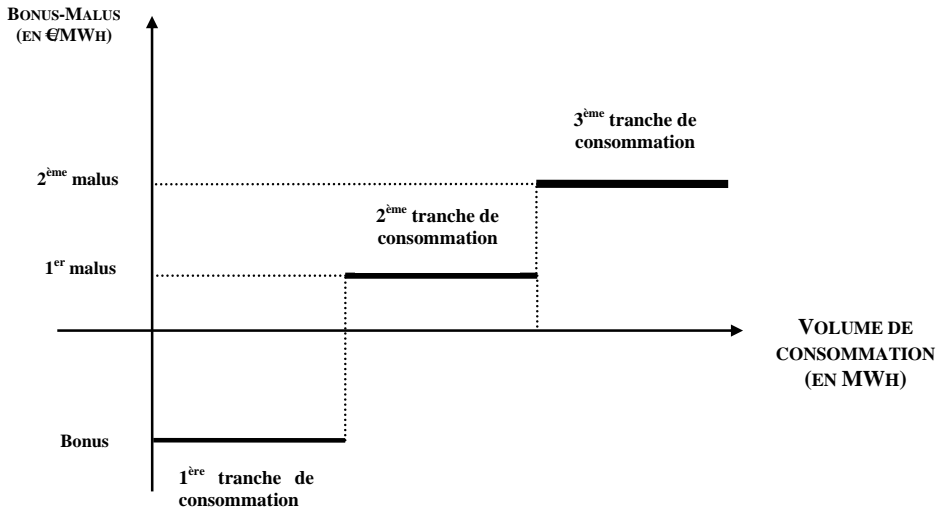 BONUS-MALUS
(EN €/MWH)
3ème tranche de
consommation
2ème malus
2ème tranche de
consommation
1er malus
VOLUME DE
CONSOMMATION
(EN MWH)
Bonus
1ère tranche de
consommation